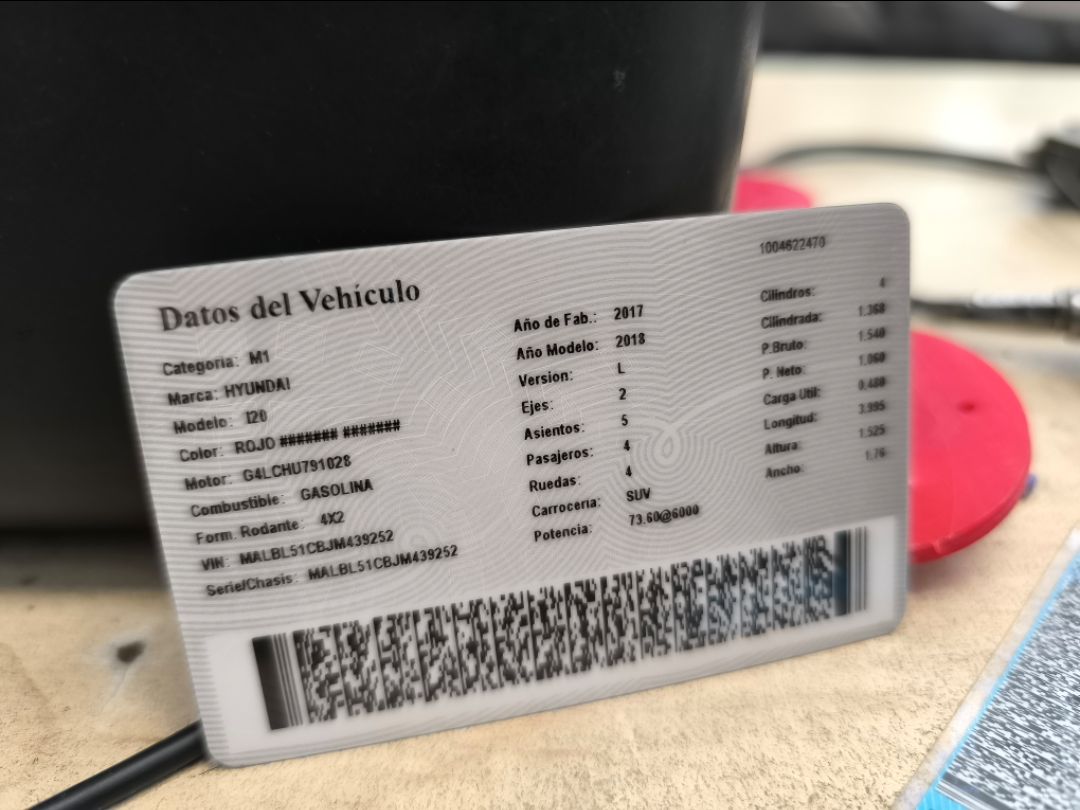 1004622470
Datos del Vehículo
Categoria: M1
Marca: HYUNDAI
Modelo: I20
Color: ROJO ####### #######
Motor: G4LCHU791028
Combustible: GASOLINA
Form. Rodante: 4X2
VIN: MALBL51CBJM439252
Serie/Chasis: MALBL51CBJM439252
Año de Fab.: 2017
Año Modelo: 2018
Version: L
Ejes: 2
Asientos: 5
Pasajeros: 4
Ruedas: 4
Carroceria: SUV
Potencia: 73.60@6000
Cilindros: 4
Cilindrada: 1.368
P.Bruto: 1.540
P. Neto: 1.060
Carga Util: 0.480
Longitud: 3.995
Altura: 1.525
Ancho: 1.76